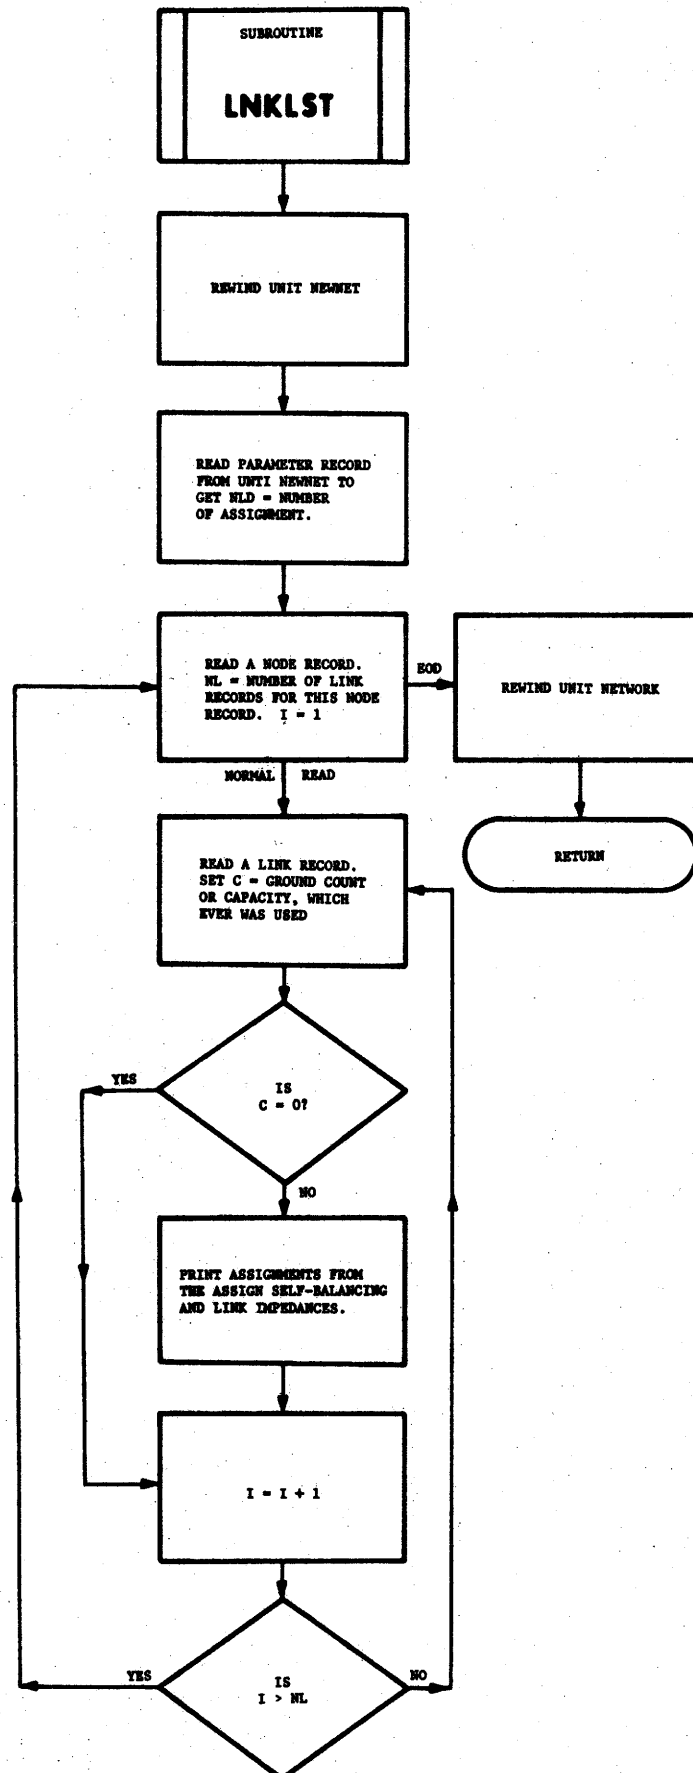 SUBROUTINE
LNKLST
REWIND UNIT NEWNET
READ PARAMETER RECORD
FROM UNTI NEWNET TO
GET NLD = NUMBER
OF ASSIGNMENT.
READ A NODE RECORD.
NL = NUMBER OF LINK
RECORDS FOR THIS NODE
RECORD. I = 1
EOD
REWIND UNIT NETWORK
NORMAL READ
RETURN
READ A LINK RECORD.
SET C = GROUND COUNT
OR CAPACITY, WHICH
EVER WAS USED
YES
IS
C = 0?
NO
PRINT ASSIGNMENTS FROM
THE ASSIGN SELF-BALANCING
AND LINK IMPEDANCES.
I = I + 1
YES
IS
I > NL
NO